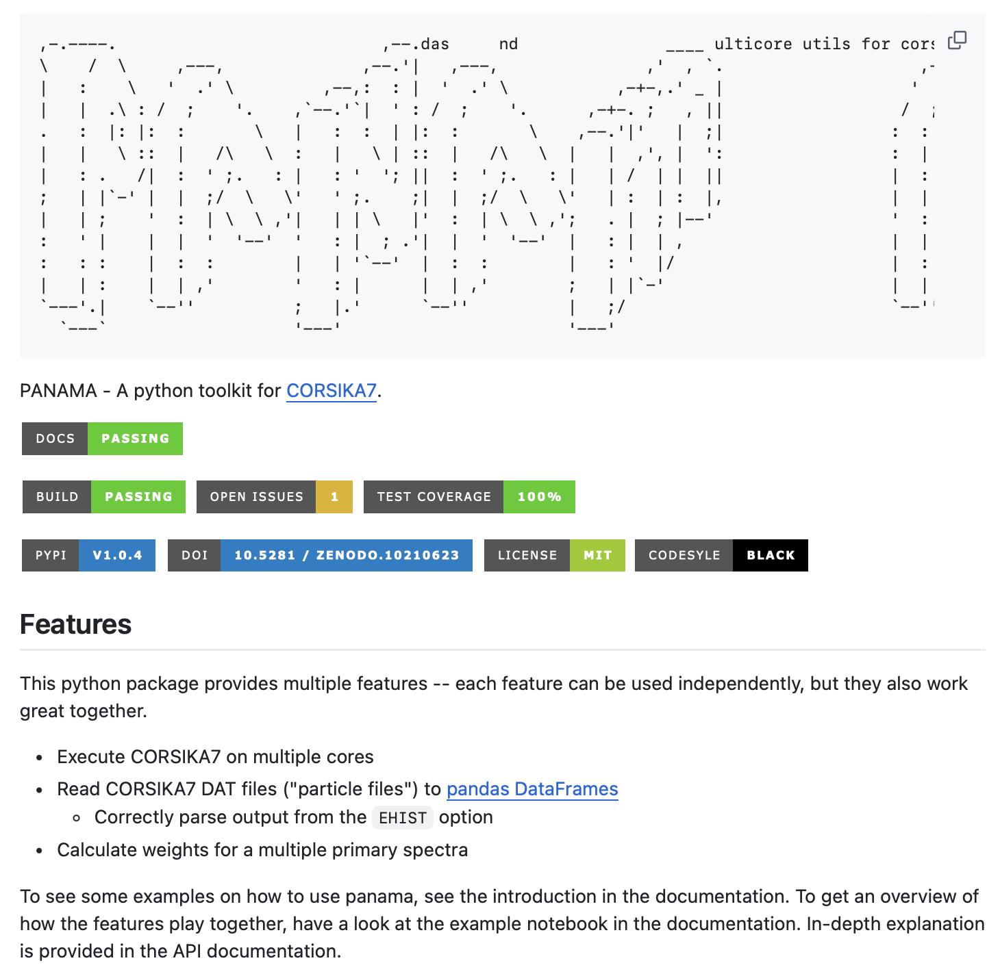 das nd ulticore utils for cors
PANAMA - A python toolkit for CORSIKA7.
DOCS PASSING
BUILD PASSING OPEN ISSUES 1 TEST COVERAGE 100%
PYPI V1.0.4 DOI 10.5281 / ZENODO.10210623 LICENSE MIT CODESYLE BLACK
Features
This python package provides multiple features -- each feature can be used independently, but they also work
great together.
• Execute CORSIKA7 on multiple cores
• Read CORSIKA7 DAT files ("particle files") to pandas DataFrames
◦ Correctly parse output from the EHIST option
• Calculate weights for a multiple primary spectra
To see some examples on how to use panama, see the introduction in the documentation. To get an overview of
how the features play together, have a look at the example notebook in the documentation. In-depth explanation
is provided in the API documentation.